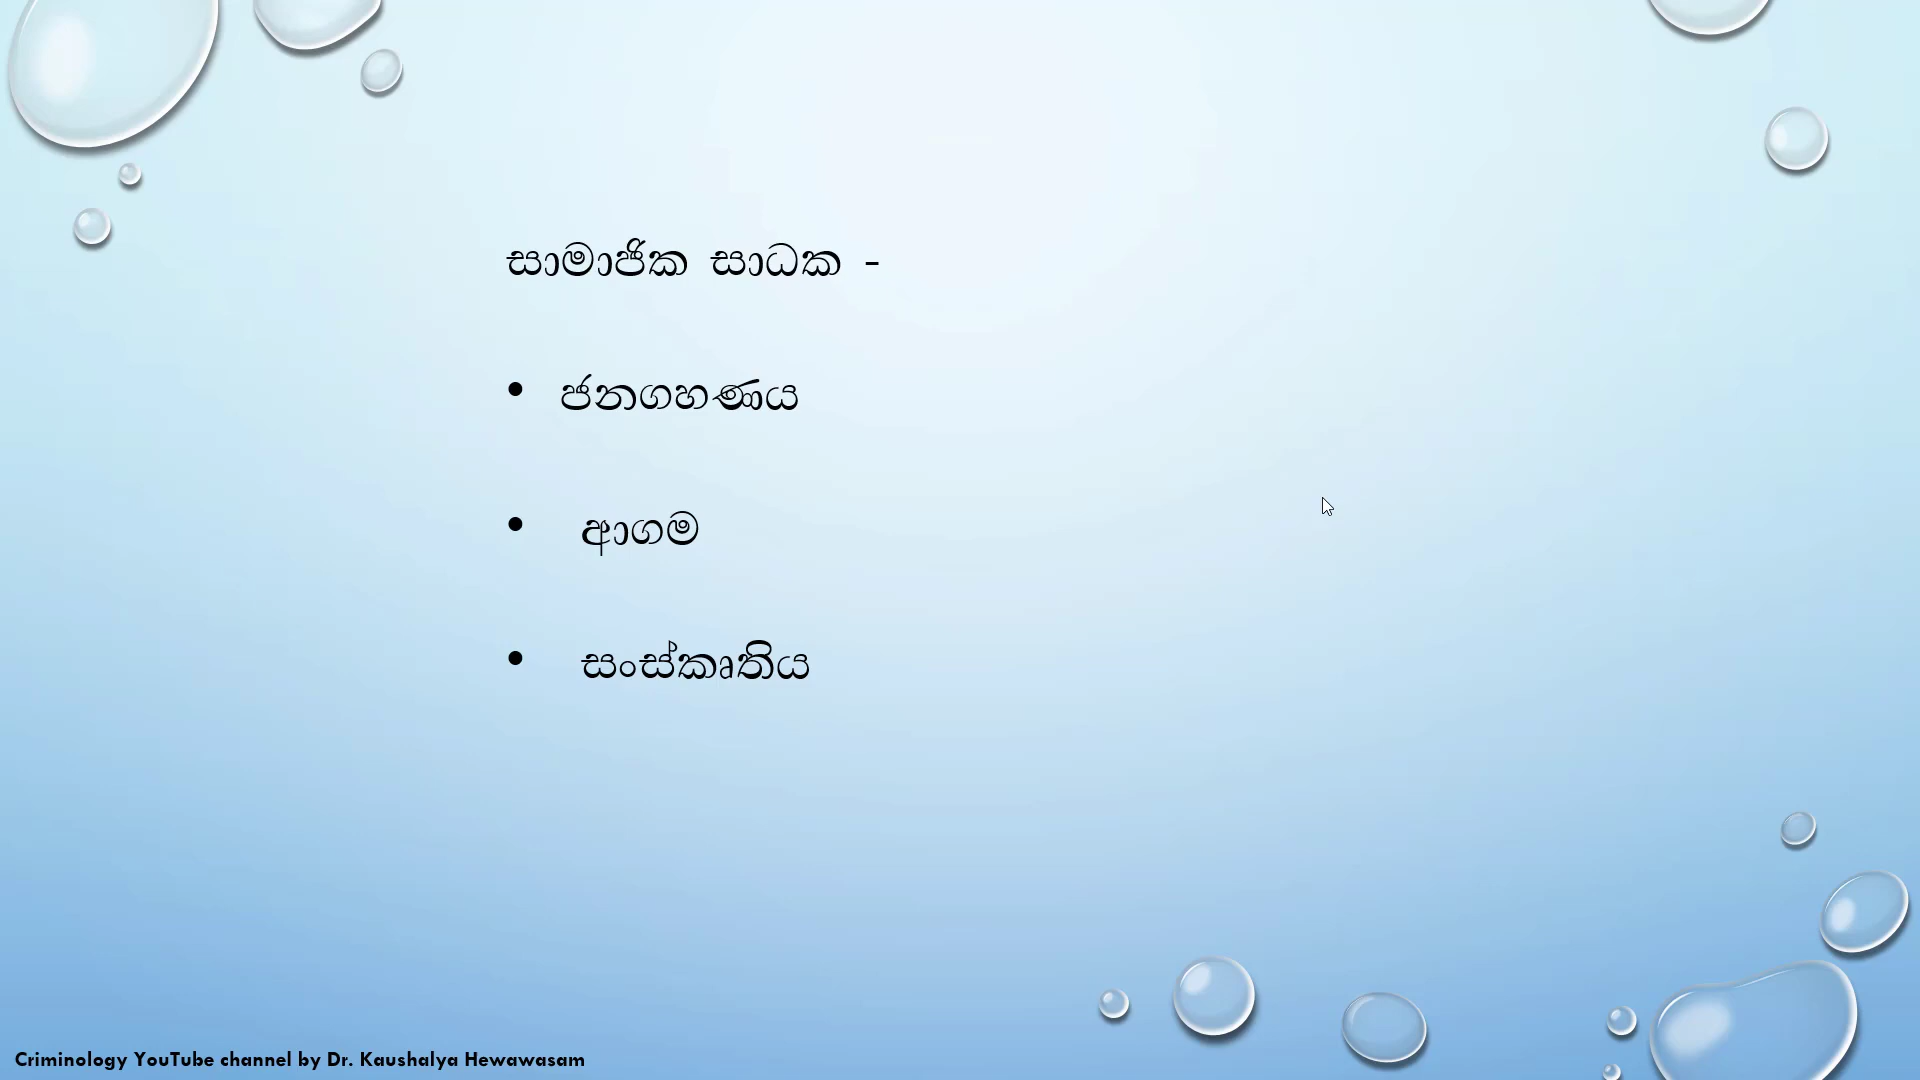 සාමාජික සාධක -
• ජනගහණය
• ආගම
• සංස්කෘතිය
Criminology YouTube channel by Dr. Kaushalya Hewawasam